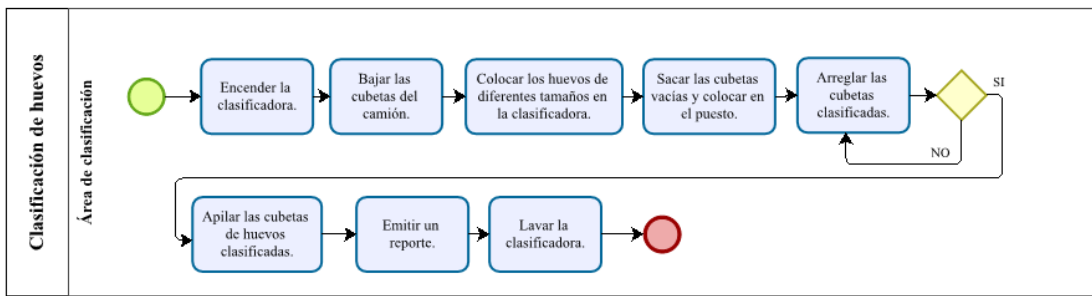 Clasificación de huevos
Área de clasificación
Encender la
clasificadora.
Bajar las
cubetas del
camión.
Colocar los huevos de
diferentes tamaños en
la clasificadora.
Sacar las cubetas
vacías y colocar en
el puesto.
Arreglar las
cubetas
clasificadas.
SI
NO
Apilar las cubetas
de huevos
clasificadas.
Emitir un
reporte.
Lavar la
clasificadora.